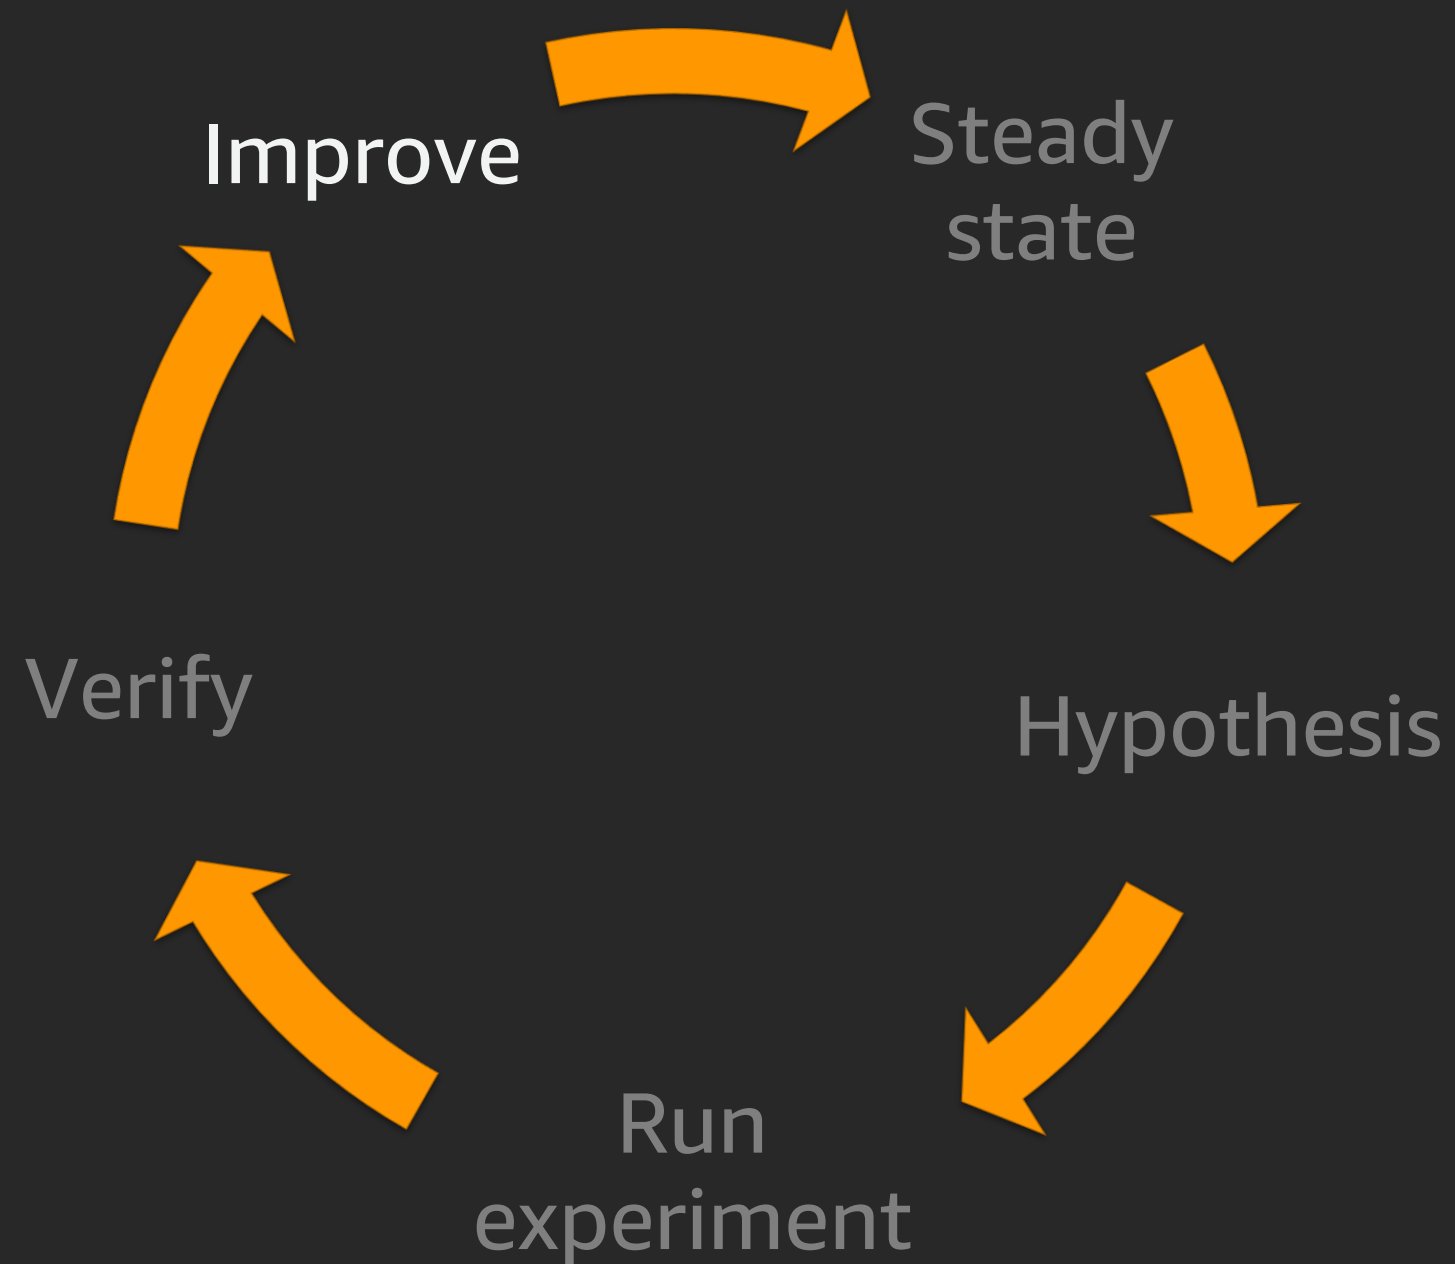 Improve
Steady
state
Verify
Hypothesis
Run
experiment